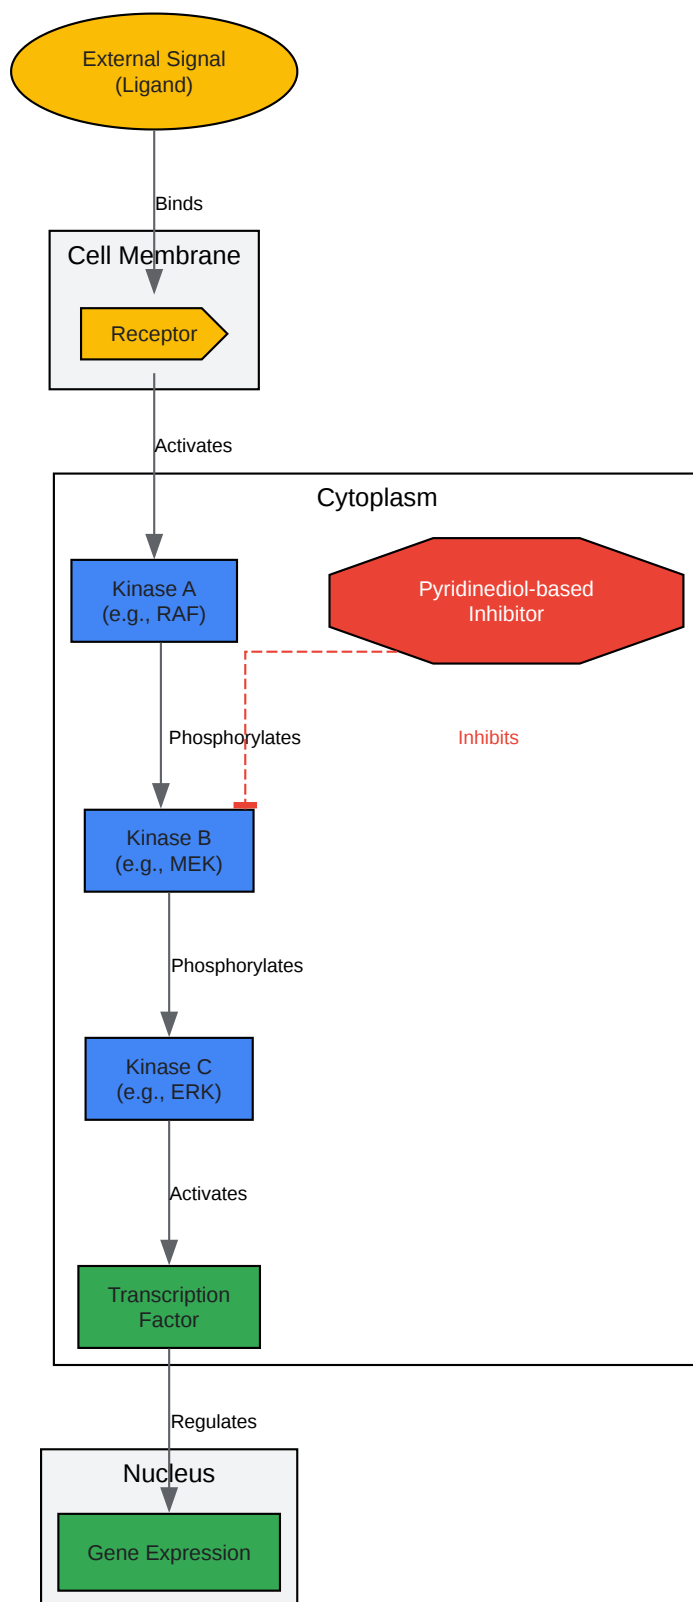 External Signal
(Ligand)
Binds
Cell Membrane
Receptor
Activates
Cytoplasm
Kinase A
(e.g., RAF)
Pyridinediol-based
Inhibitor
Phosphorylates
Inhibits
Kinase B
(e.g., MEK)
Phosphorylates
Kinase C
(e.g., ERK)
Activates
Transcription
Factor
Regulates
Nucleus
Gene Expression